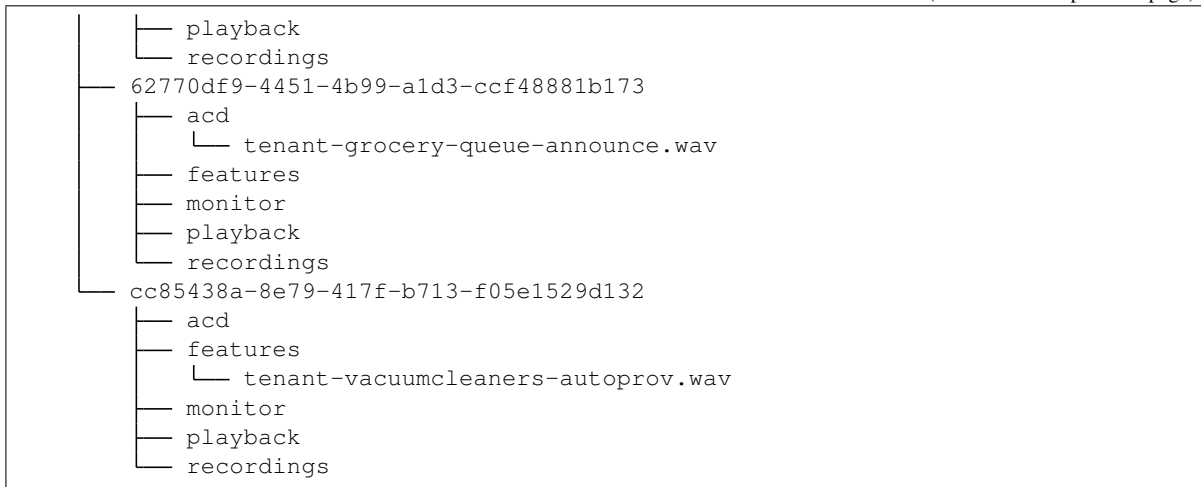 │   ├── playback
│   └── recordings
├── 62770df9-4451-4b99-a1d3-ccf48881b173
│   ├── acd
│   │   └── tenant-grocery-queue-announce.wav
│   ├── features
│   ├── monitor
│   ├── playback
│   └── recordings
└── cc85438a-8e79-417f-b713-f05e1529d132
    ├── acd
    ├── features
    │   └── tenant-vacuumcleaners-autoprov.wav
    ├── monitor
    ├── playback
    └── recordings